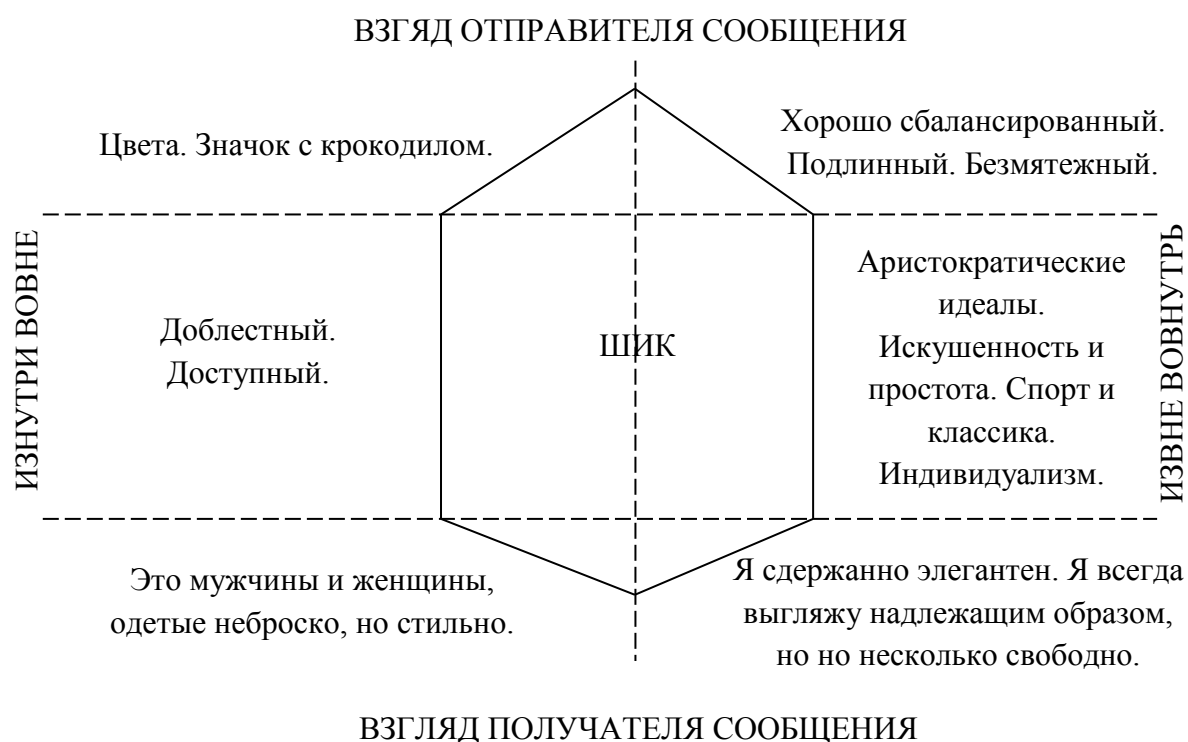 ВЗГЯД ОТПРАВИТЕЛЯ СООБЩЕНИЯ
Цвета. Значок с крокодилом.
Хорошо сбалансированный.
Подлинный. Безмятежный.
ИЗНУТРИ ВОВНЕ
Доблестный.
Доступный.
ШИК
Аристократические
идеалы.
Искушенность и
простота. Спорт и
классика.
Индивидуализм.
ИЗВНЕ ВОВНУТРЬ
Это мужчины и женщины,
одетые неброско, но стильно.
Я сдержанно элегантен. Я всегда
выгляжу надлежащим образом,
но но несколько свободно.
ВЗГЛЯД ПОЛУЧАТЕЛЯ СООБЩЕНИЯ